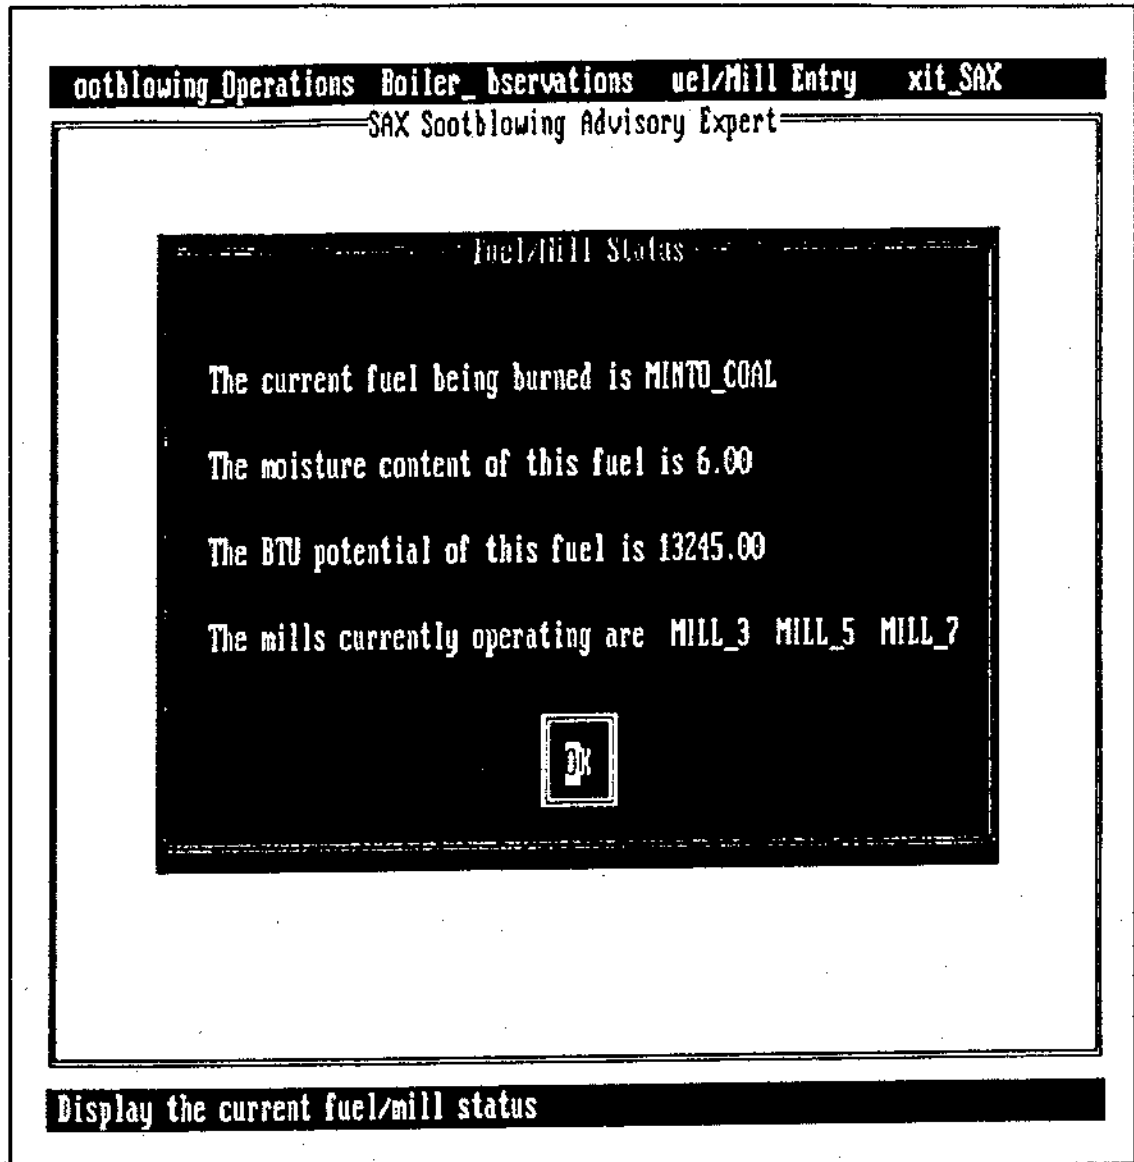 ootblowing_Operations Boiler_ bservations uel/Mill Entry xit_SAX
SAX Sootblowing Advisory Expert
Fuel/Mill Status
The current fuel being burned is MINTO_COAL
The moisture content of this fuel is 6.00
The BTU potential of this fuel is 13245.00
The mills currently operating are MILL_3 MILL_5 MILL_7
OK
Display the current fuel/mill status